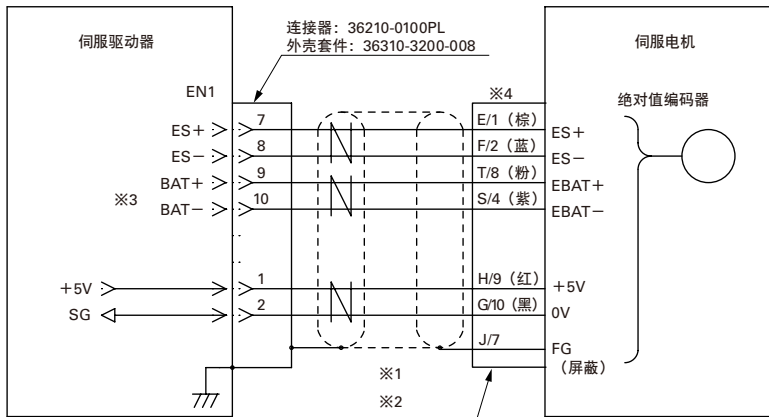 连接器：36210-0100PL
外壳套件：36310-3200-008
伺服驱动器
伺服电机
EN1
※4
绝对值编码器
ES＋ 7 E/1（棕） ES＋
ES－ 8 F/2（蓝） ES－
BAT＋ 9 T/8（粉） EBAT＋
※3
BAT－ 10 S/4（紫） EBAT－
＋5V 1 H/9（红） ＋5V
SG 2 G/10（黑） 0V
J/7 FG
（屏蔽）
※1
※2